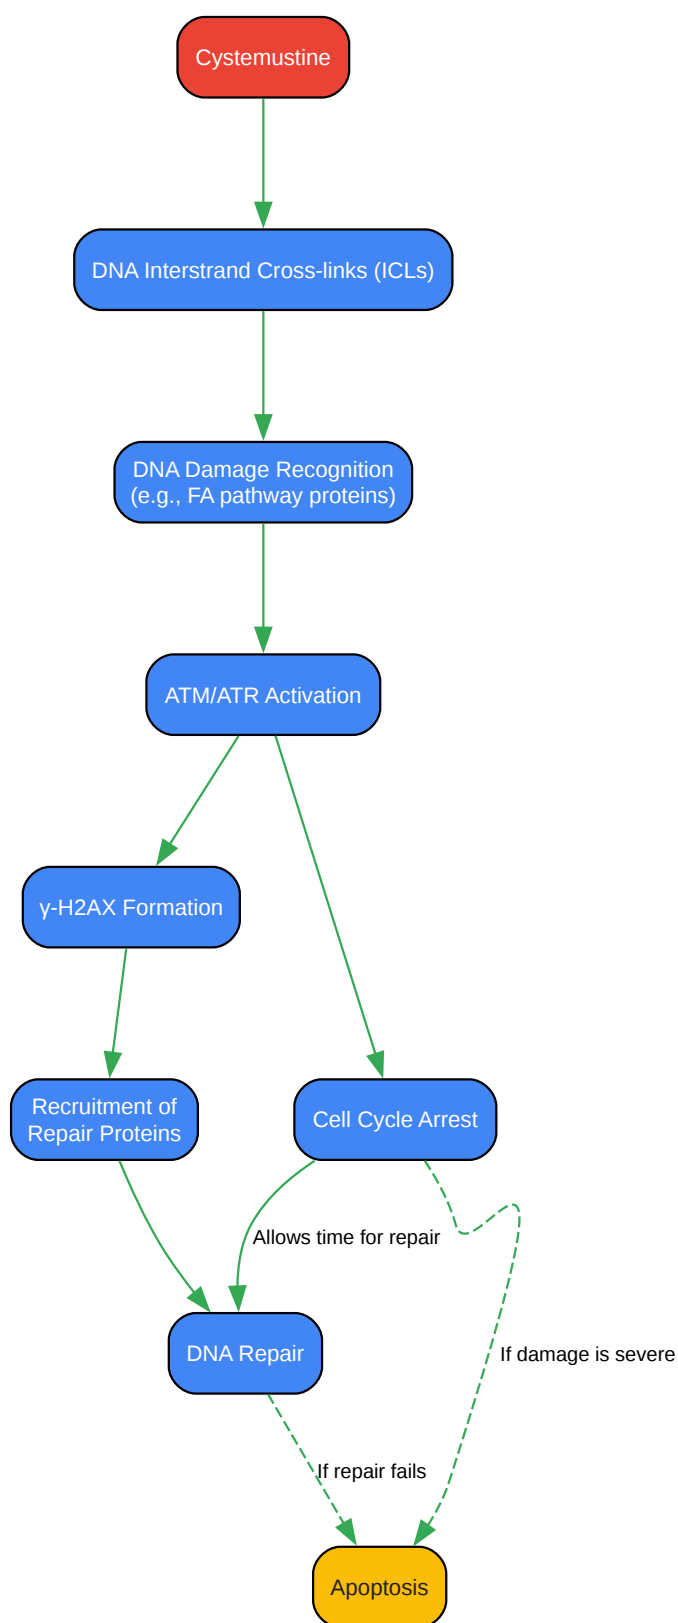 Cystemustine
DNA Interstrand Cross-links (ICLs)
DNA Damage Recognition
(e.g., FA pathway proteins)
ATM/ATR Activation
γ-H2AX Formation
Recruitment of
Repair Proteins
Cell Cycle Arrest
Allows time for repair
DNA Repair
If damage is severe
If repair fails
Apoptosis